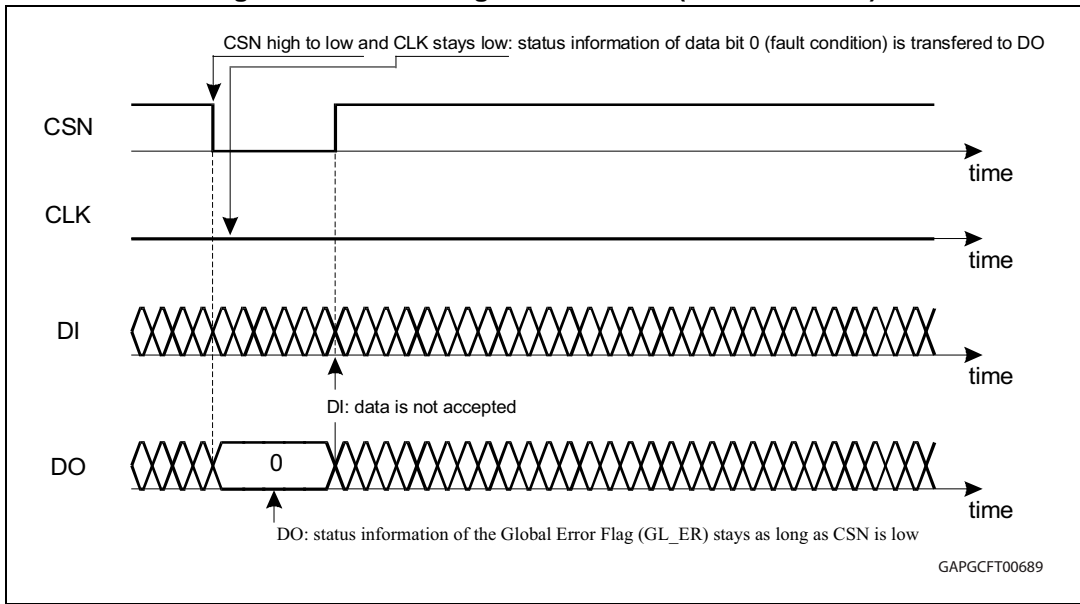 CSN high to low and CLK stays low: status information of data bit 0 (fault condition) is transfered to DO
CSN
time
CLK
time
DI
time
DI: data is not accepted
DO
0
time
DO: status information of the Global Error Flag (GL_ER) stays as long as CSN is low
GAPGCFT00689